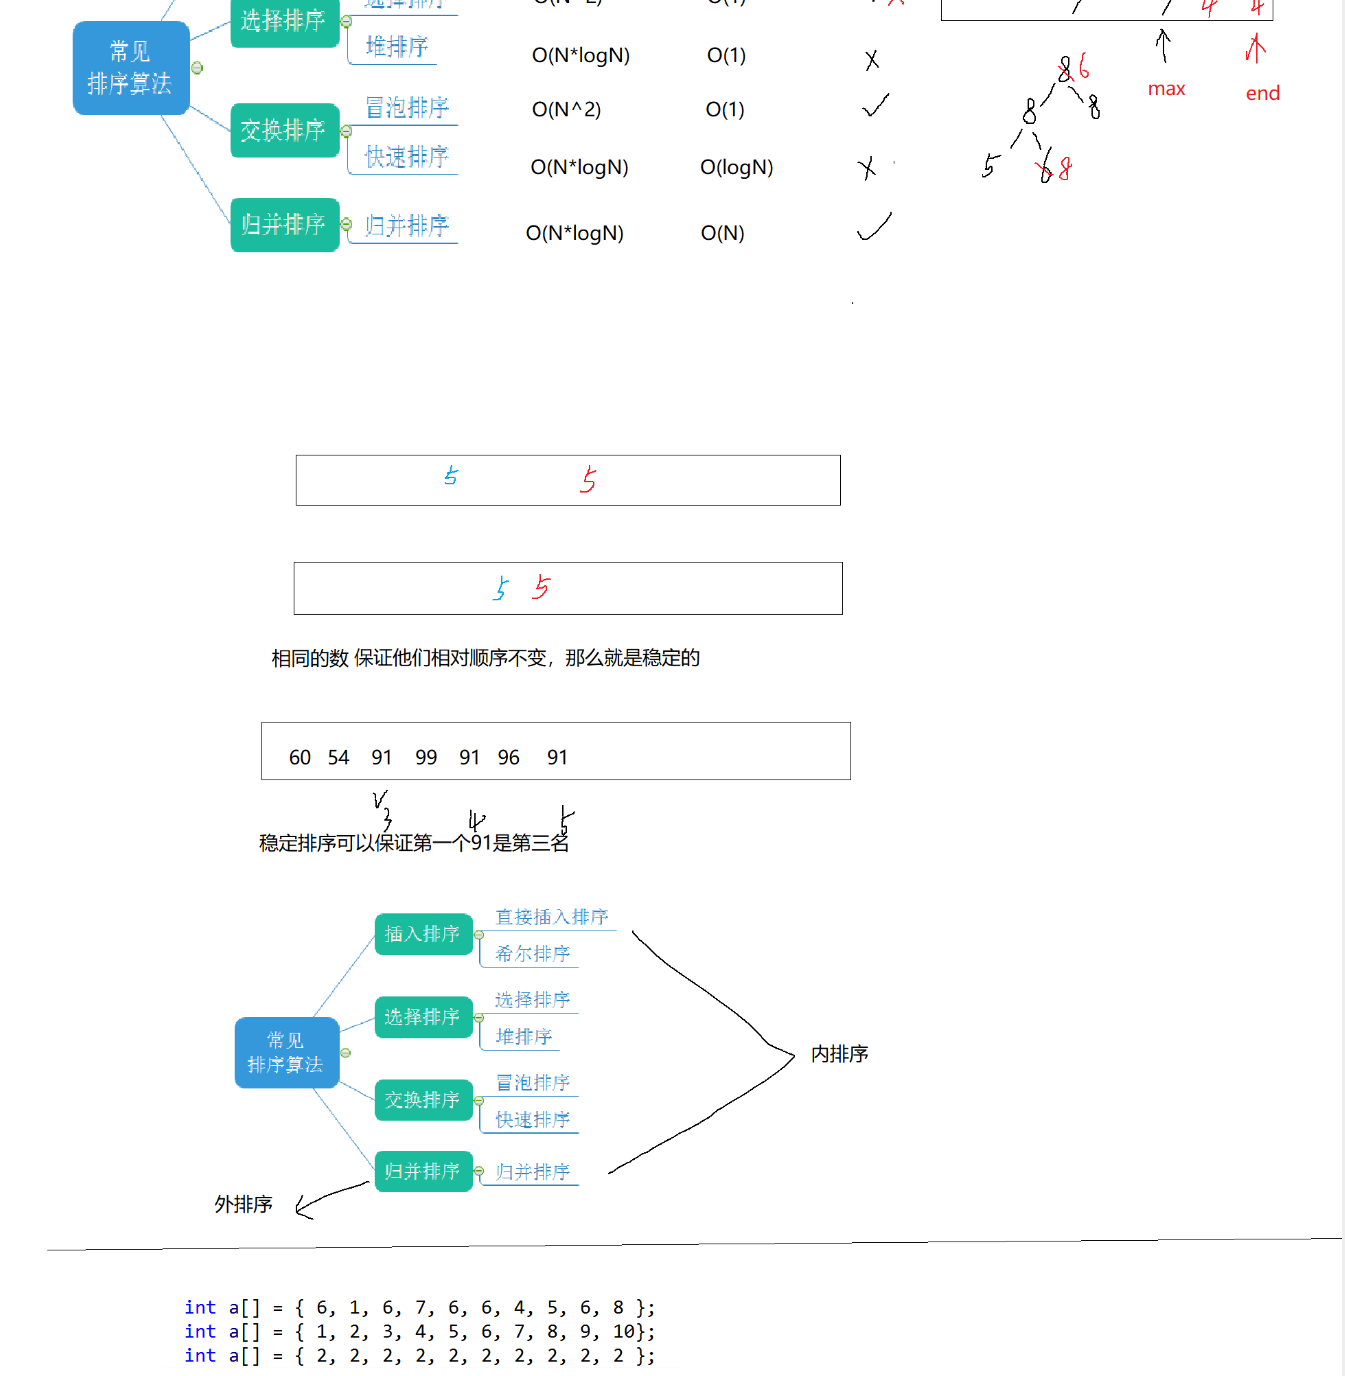 选择排序 选择排序 O(N^2) O(1)
4 4
常见
排序算法
堆排序 O(N*logN) O(1) ×
max end
8 6
8 8
5 6 8
交换排序 冒泡排序 O(N^2) O(1) ✓
快速排序 O(N*logN) O(logN) ×
归并排序 归并排序 O(N*logN) O(N) ✓
5 5
5 5
相同的数 保证他们相对顺序不变，那么就是稳定的
60 54 91 99 91 96 91
3 4 5
稳定排序可以保证第一个91是第三名
常见
排序算法
插入排序 直接插入排序
希尔排序
选择排序 选择排序
堆排序
交换排序 冒泡排序
快速排序
归并排序 归并排序
内排序
外排序
int a[] = { 6, 1, 6, 7, 6, 6, 4, 5, 6, 8 };
int a[] = { 1, 2, 3, 4, 5, 6, 7, 8, 9, 10};
int a[] = { 2, 2, 2, 2, 2, 2, 2, 2, 2, 2 };